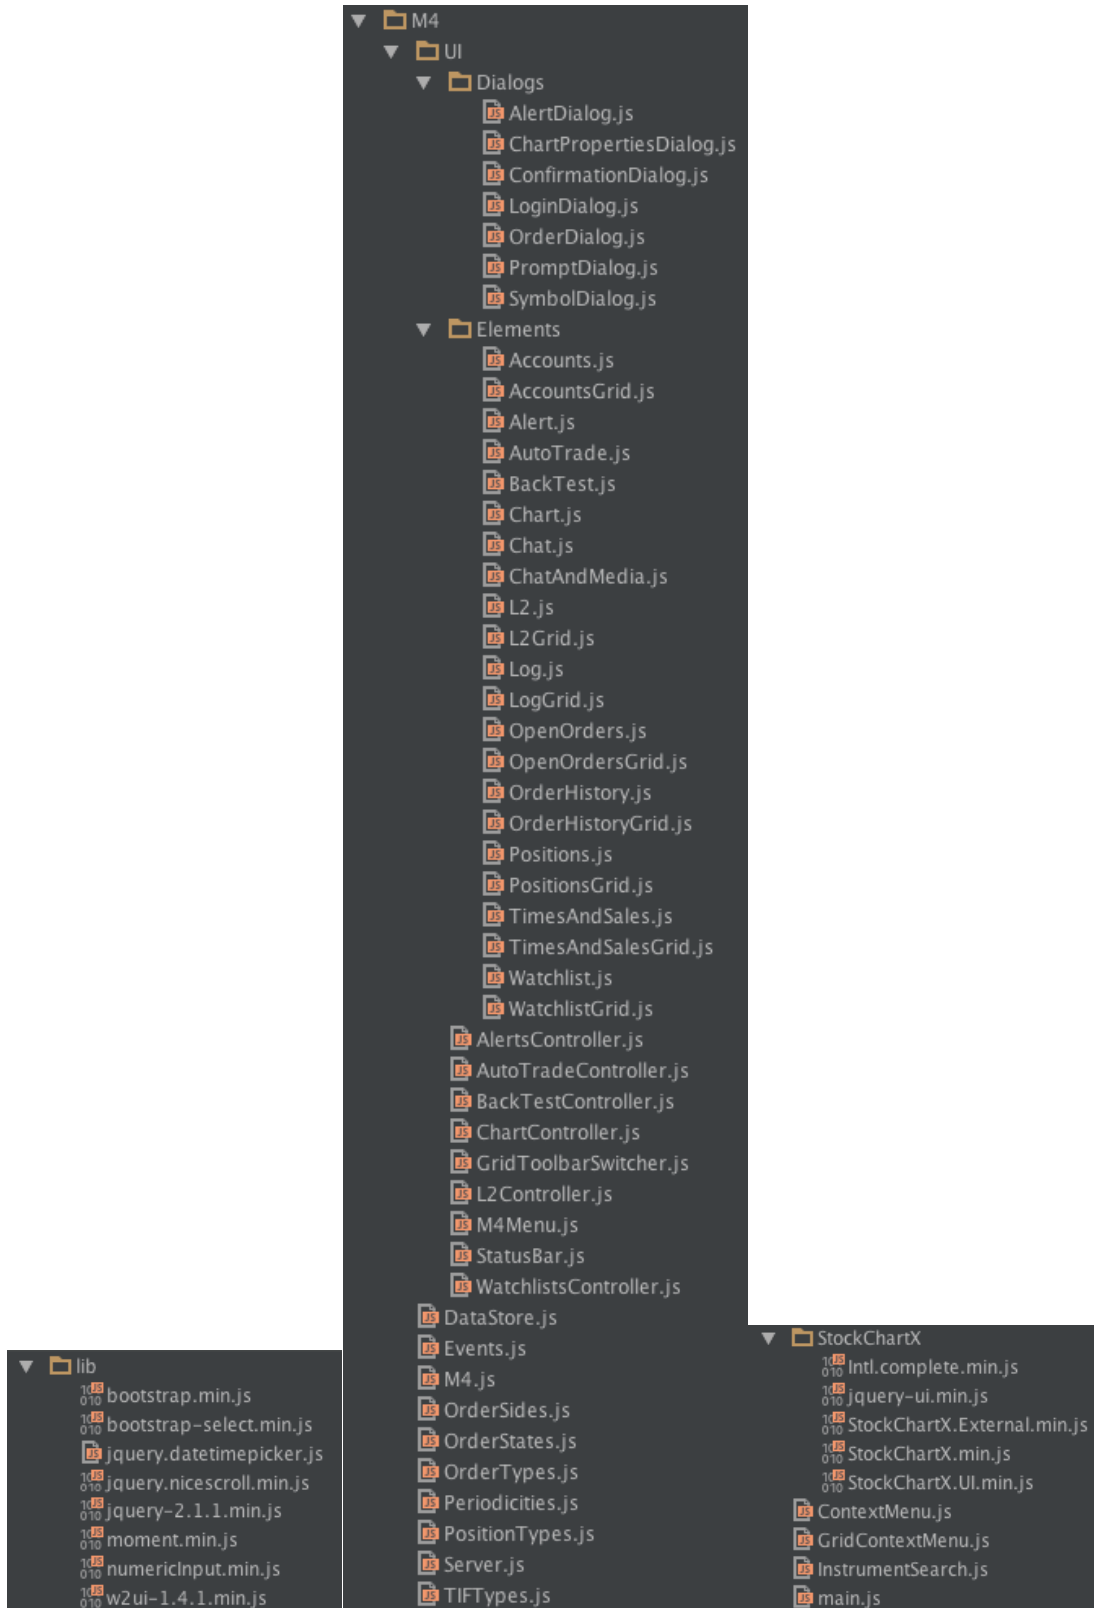 M4
UI
Dialogs
AlertDialog.js
ChartPropertiesDialog.js
ConfirmationDialog.js
LoginDialog.js
OrderDialog.js
PromptDialog.js
SymbolDialog.js
Elements
Accounts.js
AccountsGrid.js
Alert.js
AutoTrade.js
BackTest.js
Chart.js
Chat.js
ChatAndMedia.js
L2.js
L2Grid.js
Log.js
LogGrid.js
OpenOrders.js
OpenOrdersGrid.js
OrderHistory.js
OrderHistoryGrid.js
Positions.js
PositionsGrid.js
TimesAndSales.js
TimesAndSalesGrid.js
Watchlist.js
WatchlistGrid.js
AlertsController.js
AutoTradeController.js
BackTestController.js
ChartController.js
GridToolbarSwitcher.js
L2Controller.js
M4Menu.js
StatusBar.js
WatchlistsController.js
DataStore.js
Events.js
M4.js
OrderSides.js
OrderStates.js
OrderTypes.js
Periodicities.js
PositionTypes.js
Server.js
TIFTypes.js
lib
bootstrap.min.js
bootstrap-select.min.js
jquery.datetimepicker.js
jquery.nicescroll.min.js
jquery-2.1.1.min.js
moment.min.js
numericInput.min.js
w2ui-1.4.1.min.js
StockChartX
Intl.complete.min.js
jquery-ui.min.js
StockChartX.External.min.js
StockChartX.min.js
StockChartX.UI.min.js
ContextMenu.js
GridContextMenu.js
InstrumentSearch.js
main.js